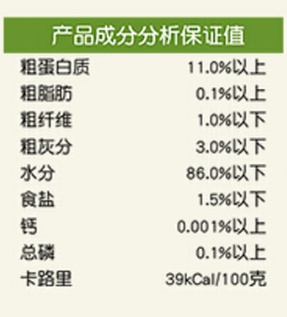 产品成分分析保证值
粗蛋白质 11.0%以上
粗脂肪 0.1%以上
粗纤维 1.0%以下
粗灰分 3.0%以下
水分 86.0%以下
食盐 1.5%以下
钙 0.001%以上
总磷 0.1%以上
卡路里 39kCal/100克